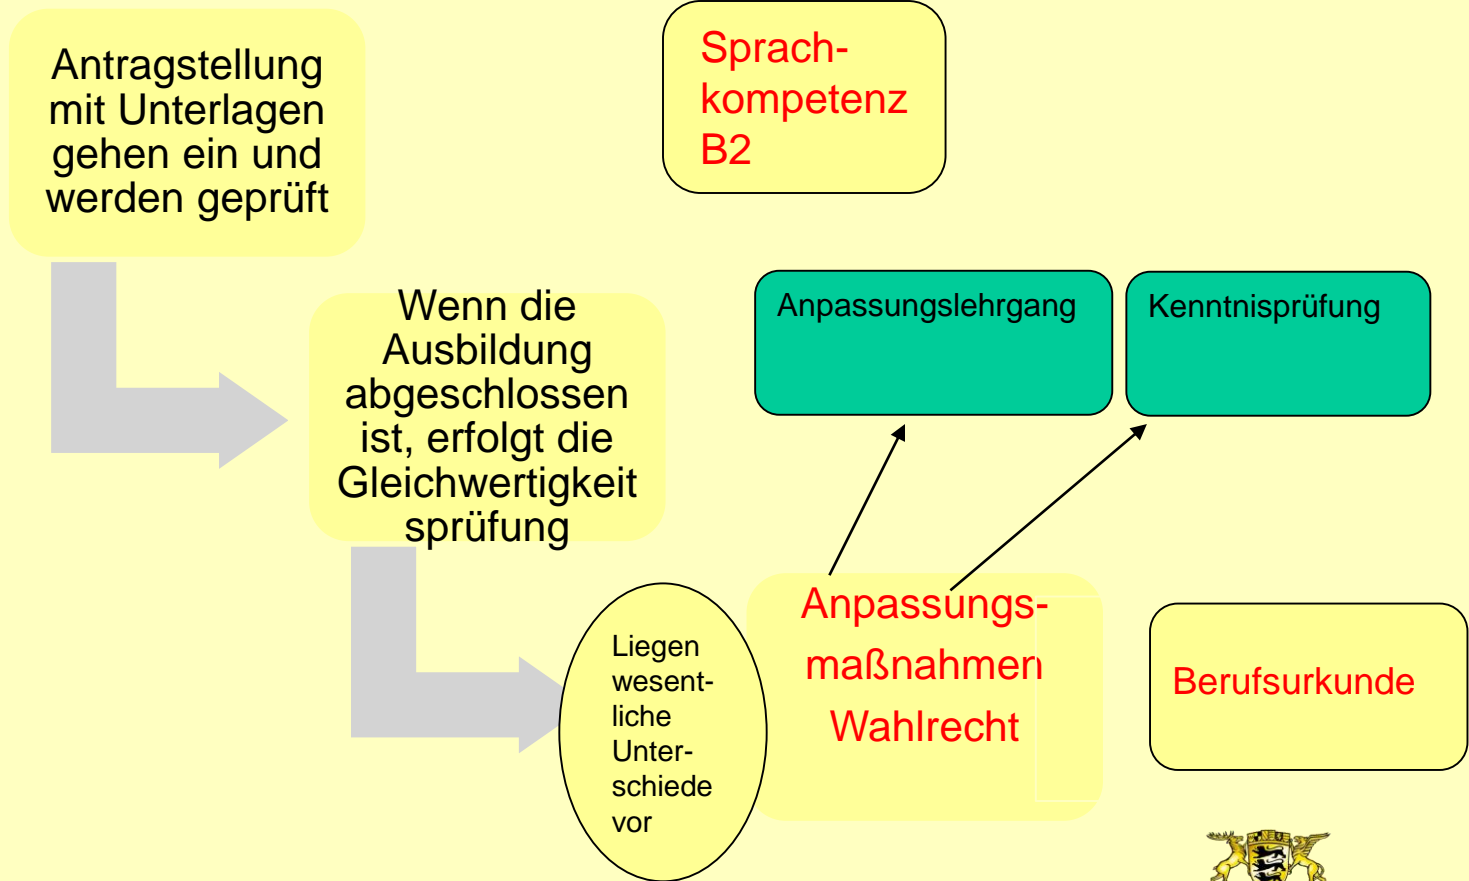 Antragstellung
mit Unterlagen
gehen ein und
werden geprüft
Sprach-
kompetenz
B2
Wenn die
Ausbildung
abgeschlossen
ist, erfolgt die
Gleichwertigkeit
sprüfung
Anpassungslehrgang
Kenntnisprüfung
Liegen
wesent-
liche
Unter-
schiede
vor
Anpassungs-
maßnahmen
Wahlrecht
Berufsurkunde